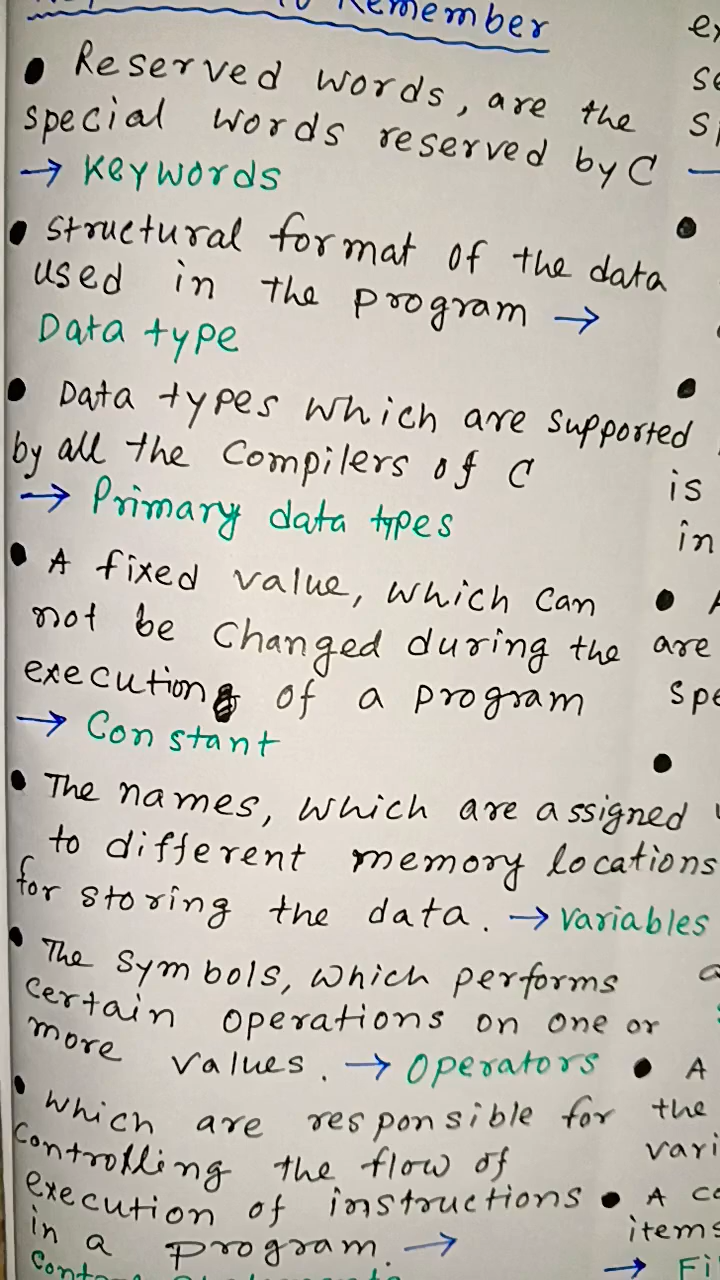 to Remember
• Reserved words, are the
special words reserved by C
→ Keywords
• Structural format of the data
used in the program →
Data type
• Data types which are supported
by all the Compilers of C
→ Primary data types
• A fixed value, which can
not be changed during the
execution of a program
→ Constant
• The names, which are assigned
to different memory locations
for storing the data. → variables
• The symbols, which performs
certain operations on one or
more values. → Operators
• which are responsible for
Controlling the flow of
execution of instructions
in a program. →
is
in
are
• A
the
vari
• A co
items
→ Fi